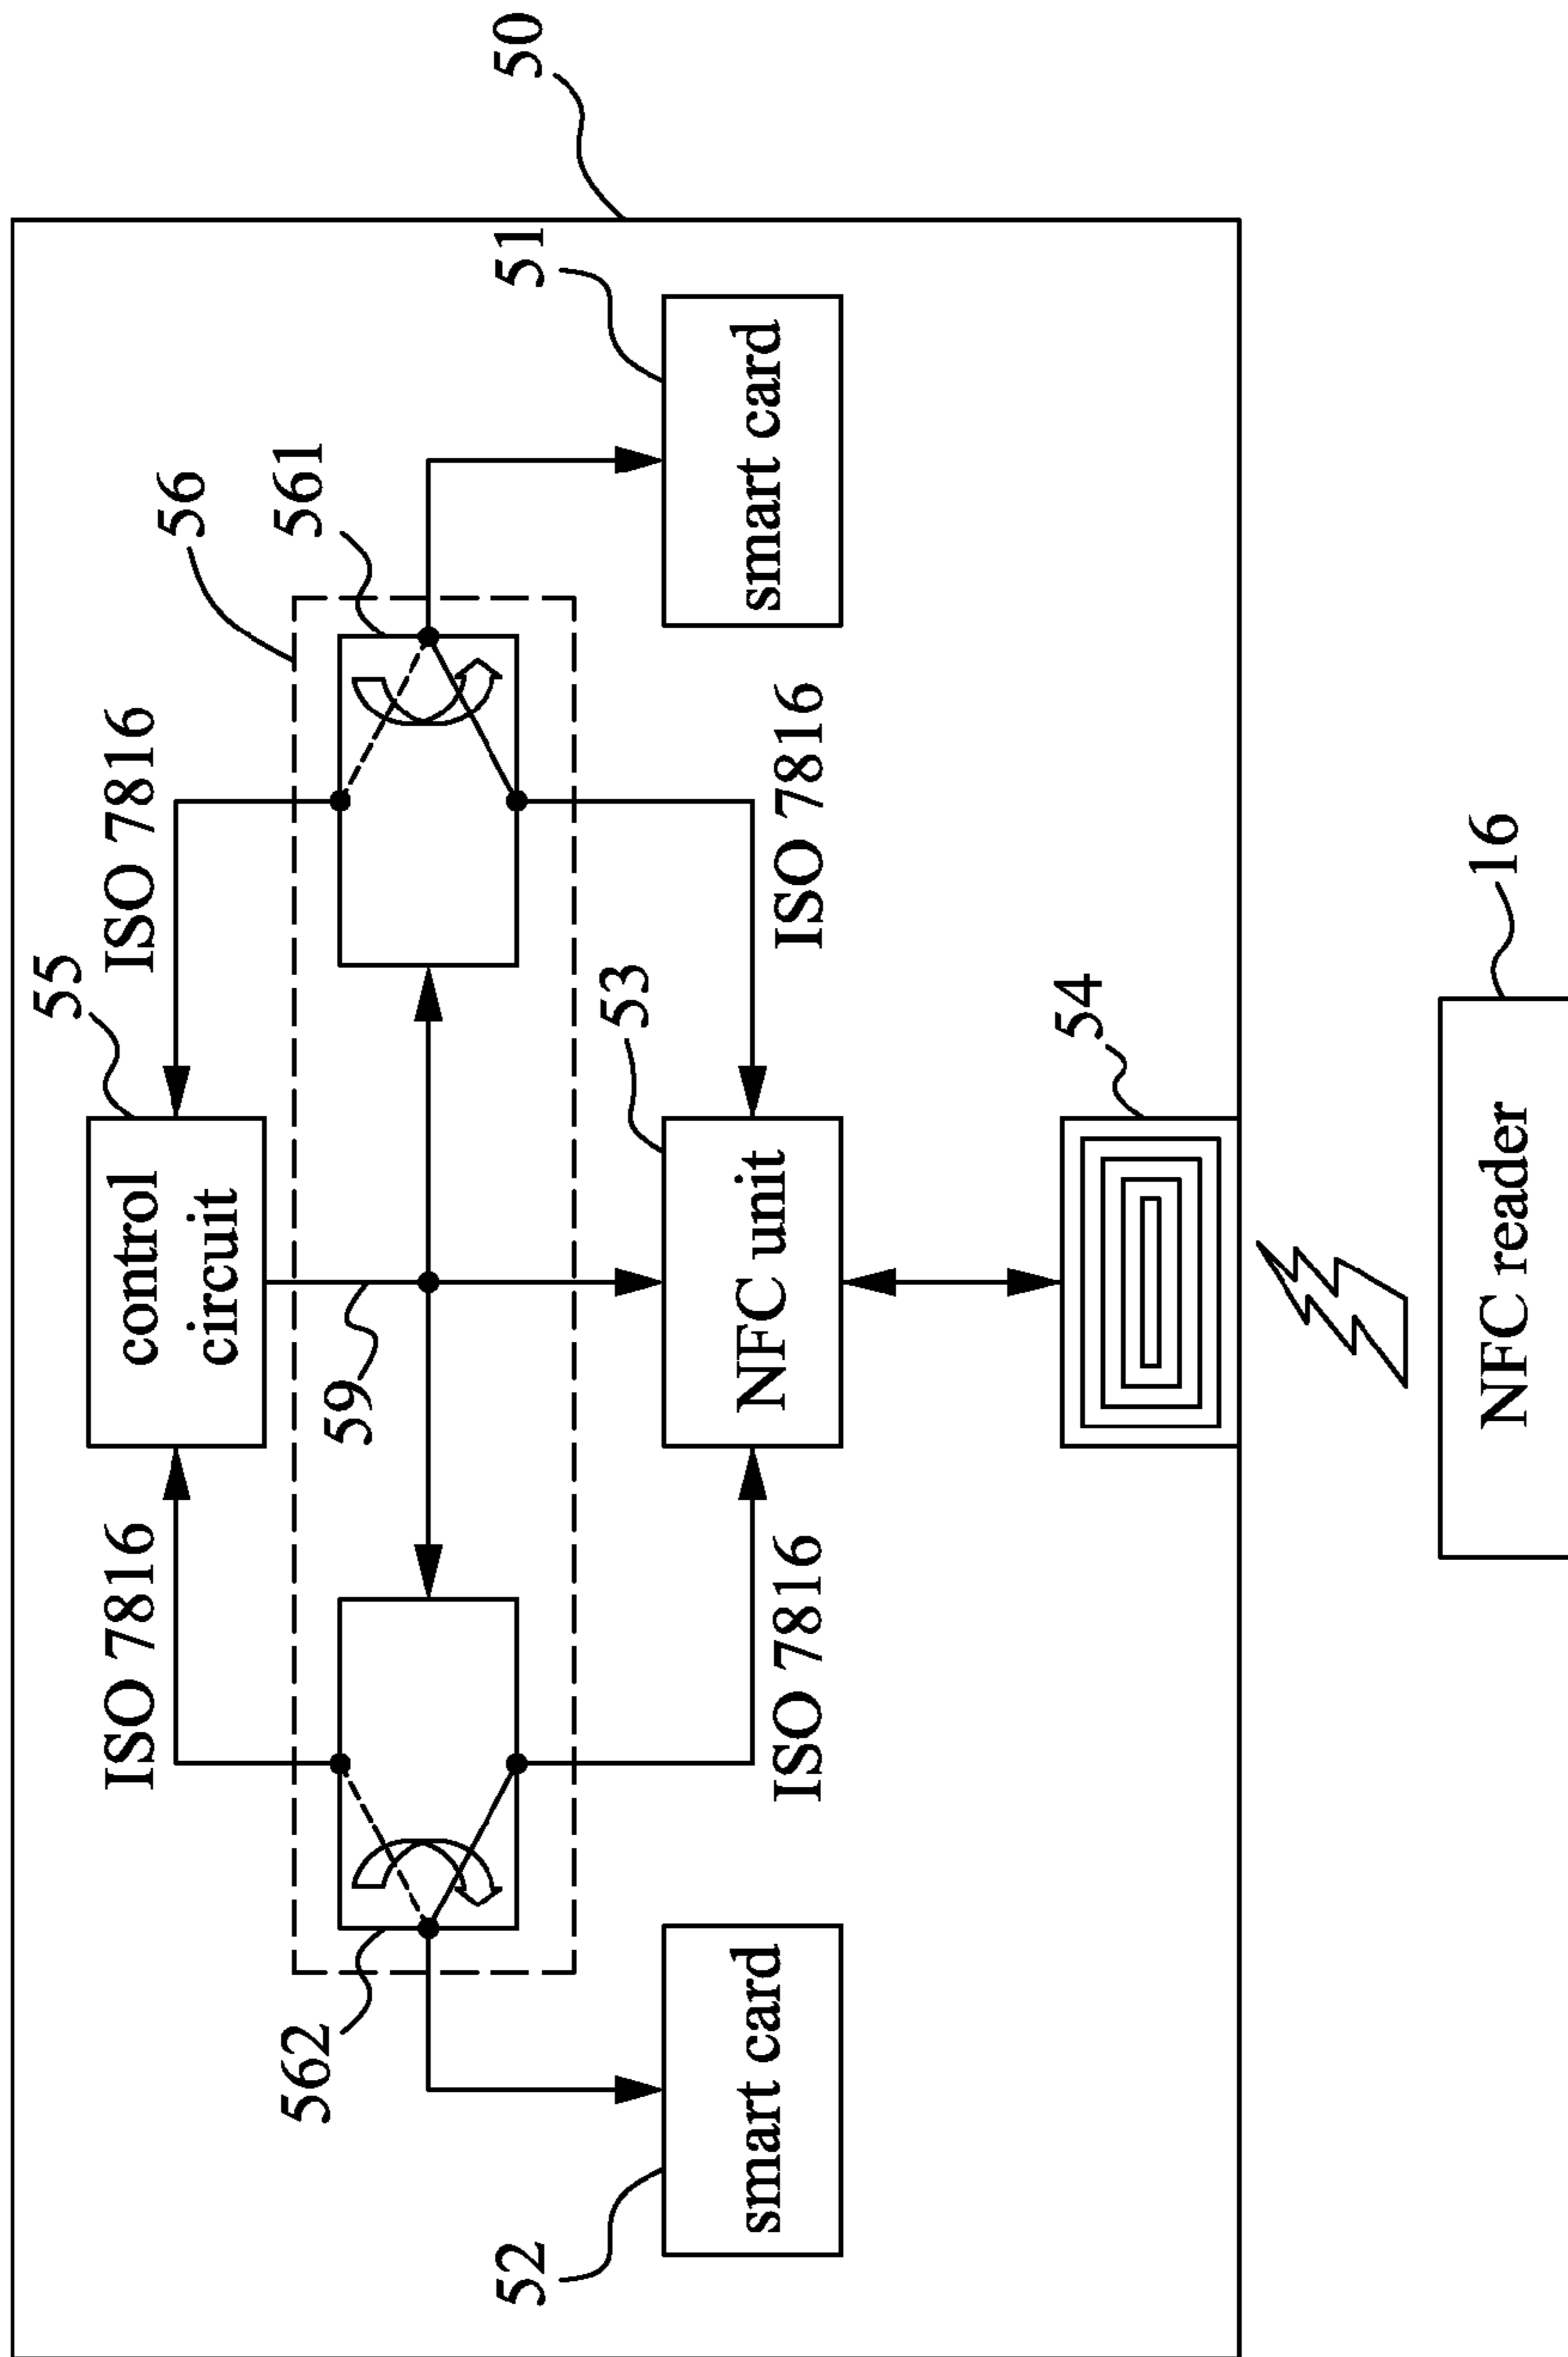 50
55
control
circuit
ISO 7816
ISO 7816
56
562
561
59
52
smart card
53
NFC unit
51
smart card
ISO 7816
ISO 7816
54
NFC reader
16